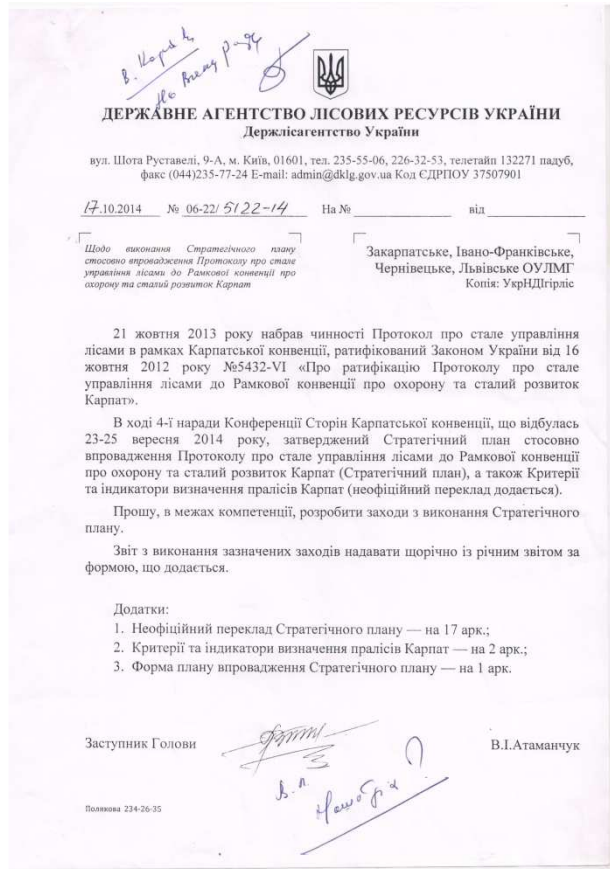 ДЕРЖАВНЕ АГЕНТСТВО ЛІСОВИХ РЕСУРСІВ УКРАЇНИ
Держлісагентство України
вул. Шота Руставелі, 9-А, м. Київ, 01601, тел. 235-55-06, 226-32-53, телетайп 132271 падуб,
факс (044)235-77-24 E-mail: admin@dklg.gov.ua Код ЄДРПОУ 37507901
17.10.2014 № 06-22/ 5122-14 На № від
Щодо виконання Стратегічного плану
стосовно впровадження Протоколу про стале
управління лісами до Рамкової конвенції про
охорону та сталий розвиток Карпат
Закарпатське, Івано-Франківське,
Чернівецьке, Львівське ОУЛМГ
Копія: УкрНДІгірліс
21 жовтня 2013 року набрав чинності Протокол про стале управління
лісами в рамках Карпатської конвенції, ратифікований Законом України від 16
жовтня 2012 року №5432-VI «Про ратифікацію Протоколу про стале
управління лісами до Рамкової конвенції про охорону та сталий розвиток
Карпат».
В ході 4-ї наради Конференції Сторін Карпатської конвенції, що відбулась
23-25 вересня 2014 року, затверджений Стратегічний план стосовно
впровадження Протоколу про стале управління лісами до Рамкової конвенції
про охорону та сталий розвиток Карпат (Стратегічний план), а також Критерії
та індикатори визначення пралісів Карпат (неофіційний переклад додається).
Прошу, в межах компетенції, розробити заходи з виконання Стратегічного
плану.
Звіт з виконання зазначених заходів надавати щорічно із річним звітом за
формою, що додається.
Додатки:
1. Неофіційний переклад Стратегічного плану — на 17 арк.;
2. Критерії та індикатори визначення пралісів Карпат — на 2 арк.;
3. Форма плану впровадження Стратегічного плану — на 1 арк.
Заступник Голови В.І.Атаманчук
Полякова 234-26-35